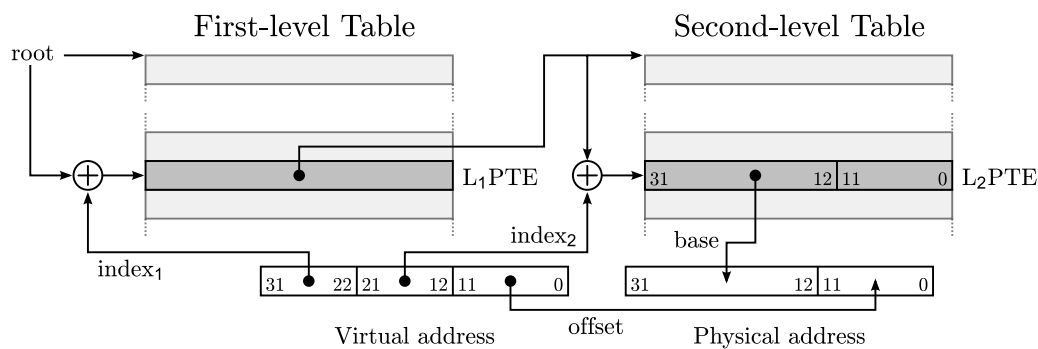 First-level Table
Second-level Table
root
L₁PTE
31 12 11 0
L₂PTE
index₁
index₂
base
31 22 21 12 11 0
31 12 11 0
offset
Virtual address
Physical address